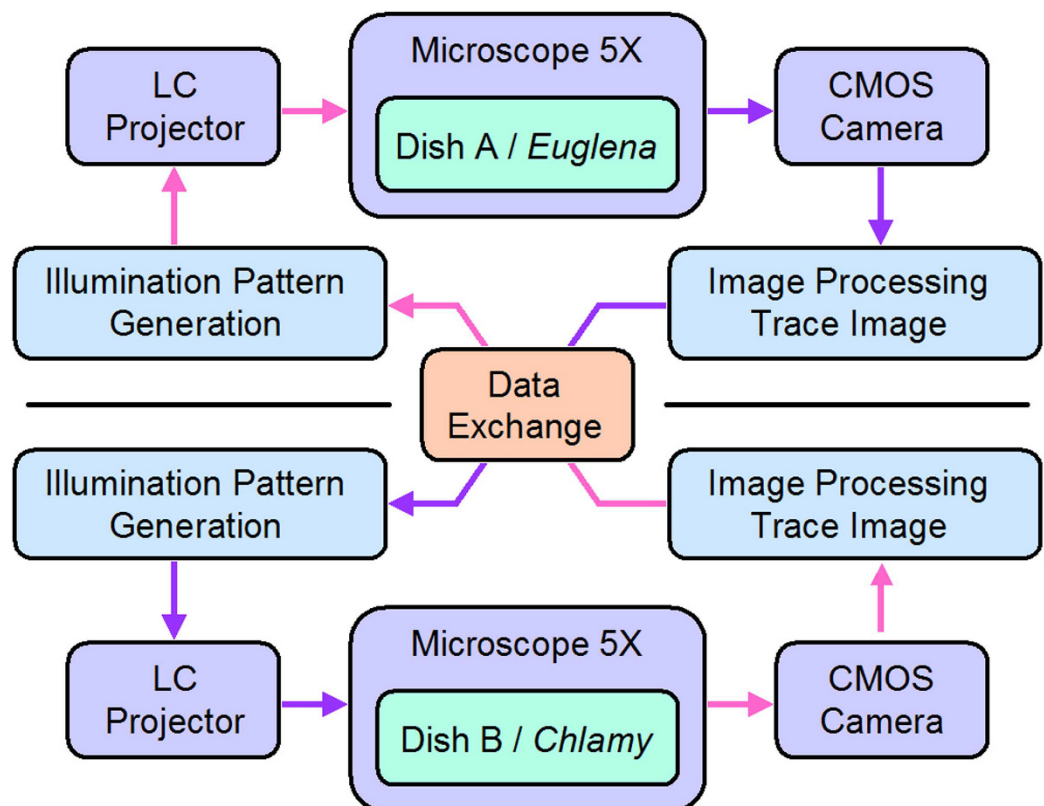 Microscope 5X
LC
Projector
Dish A / Euglena
CMOS
Camera
Illumination Pattern
Generation
Image Processing
Trace Image
Data
Exchange
Illumination Pattern
Generation
Image Processing
Trace Image
LC
Projector
Microscope 5X
Dish B / Chlamy
CMOS
Camera